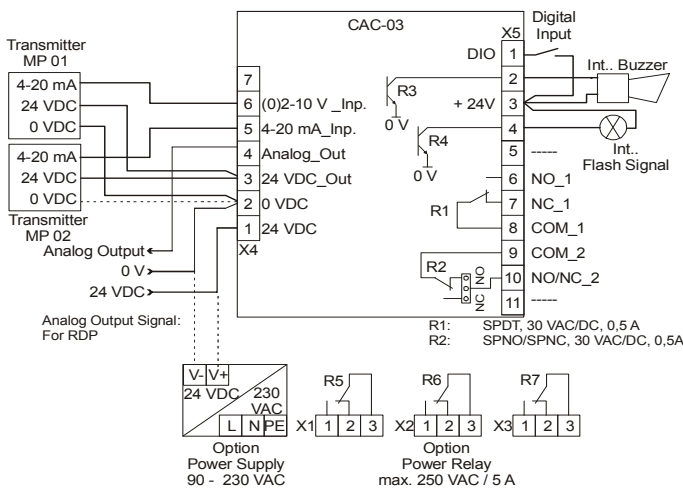 CAC-03
Transmitter
MP 01
4-20 mA
24 VDC
0 VDC
4-20 mA
24 VDC
0 VDC
Transmitter
MP 02
Analog Output
0 V
24 VDC
Analog Output Signal:
For RDP
7
6 (0)2-10 V _Inp.
5 4-20 mA_Inp.
4 Analog_Out
3 24 VDC_Out
2 0 VDC
1 24 VDC
X4
R3
0 V
R4
0 V
Digital
Input
X5
DIO 1
2
+ 24V 3
4
5 -----
6 NO_1
7 NC_1
8 COM_1
9 COM_2
10 NO/NC_2
11 -----
Int.. Buzzer
Int..
Flash Signal
R1
R2
NO
NC
R1: SPDT, 30 VAC/DC, 0,5 A
R2: SPNO/SPNC, 30 VAC/DC, 0,5A
V- V+
24 VDC
230
VAC
L N PE
Option
Power Supply
90 - 230 VAC
R5
X1 1 2 3
R6
X2 1 2 3
R7
X3 1 2 3
Option
Power Relay
max. 250 VAC / 5 A